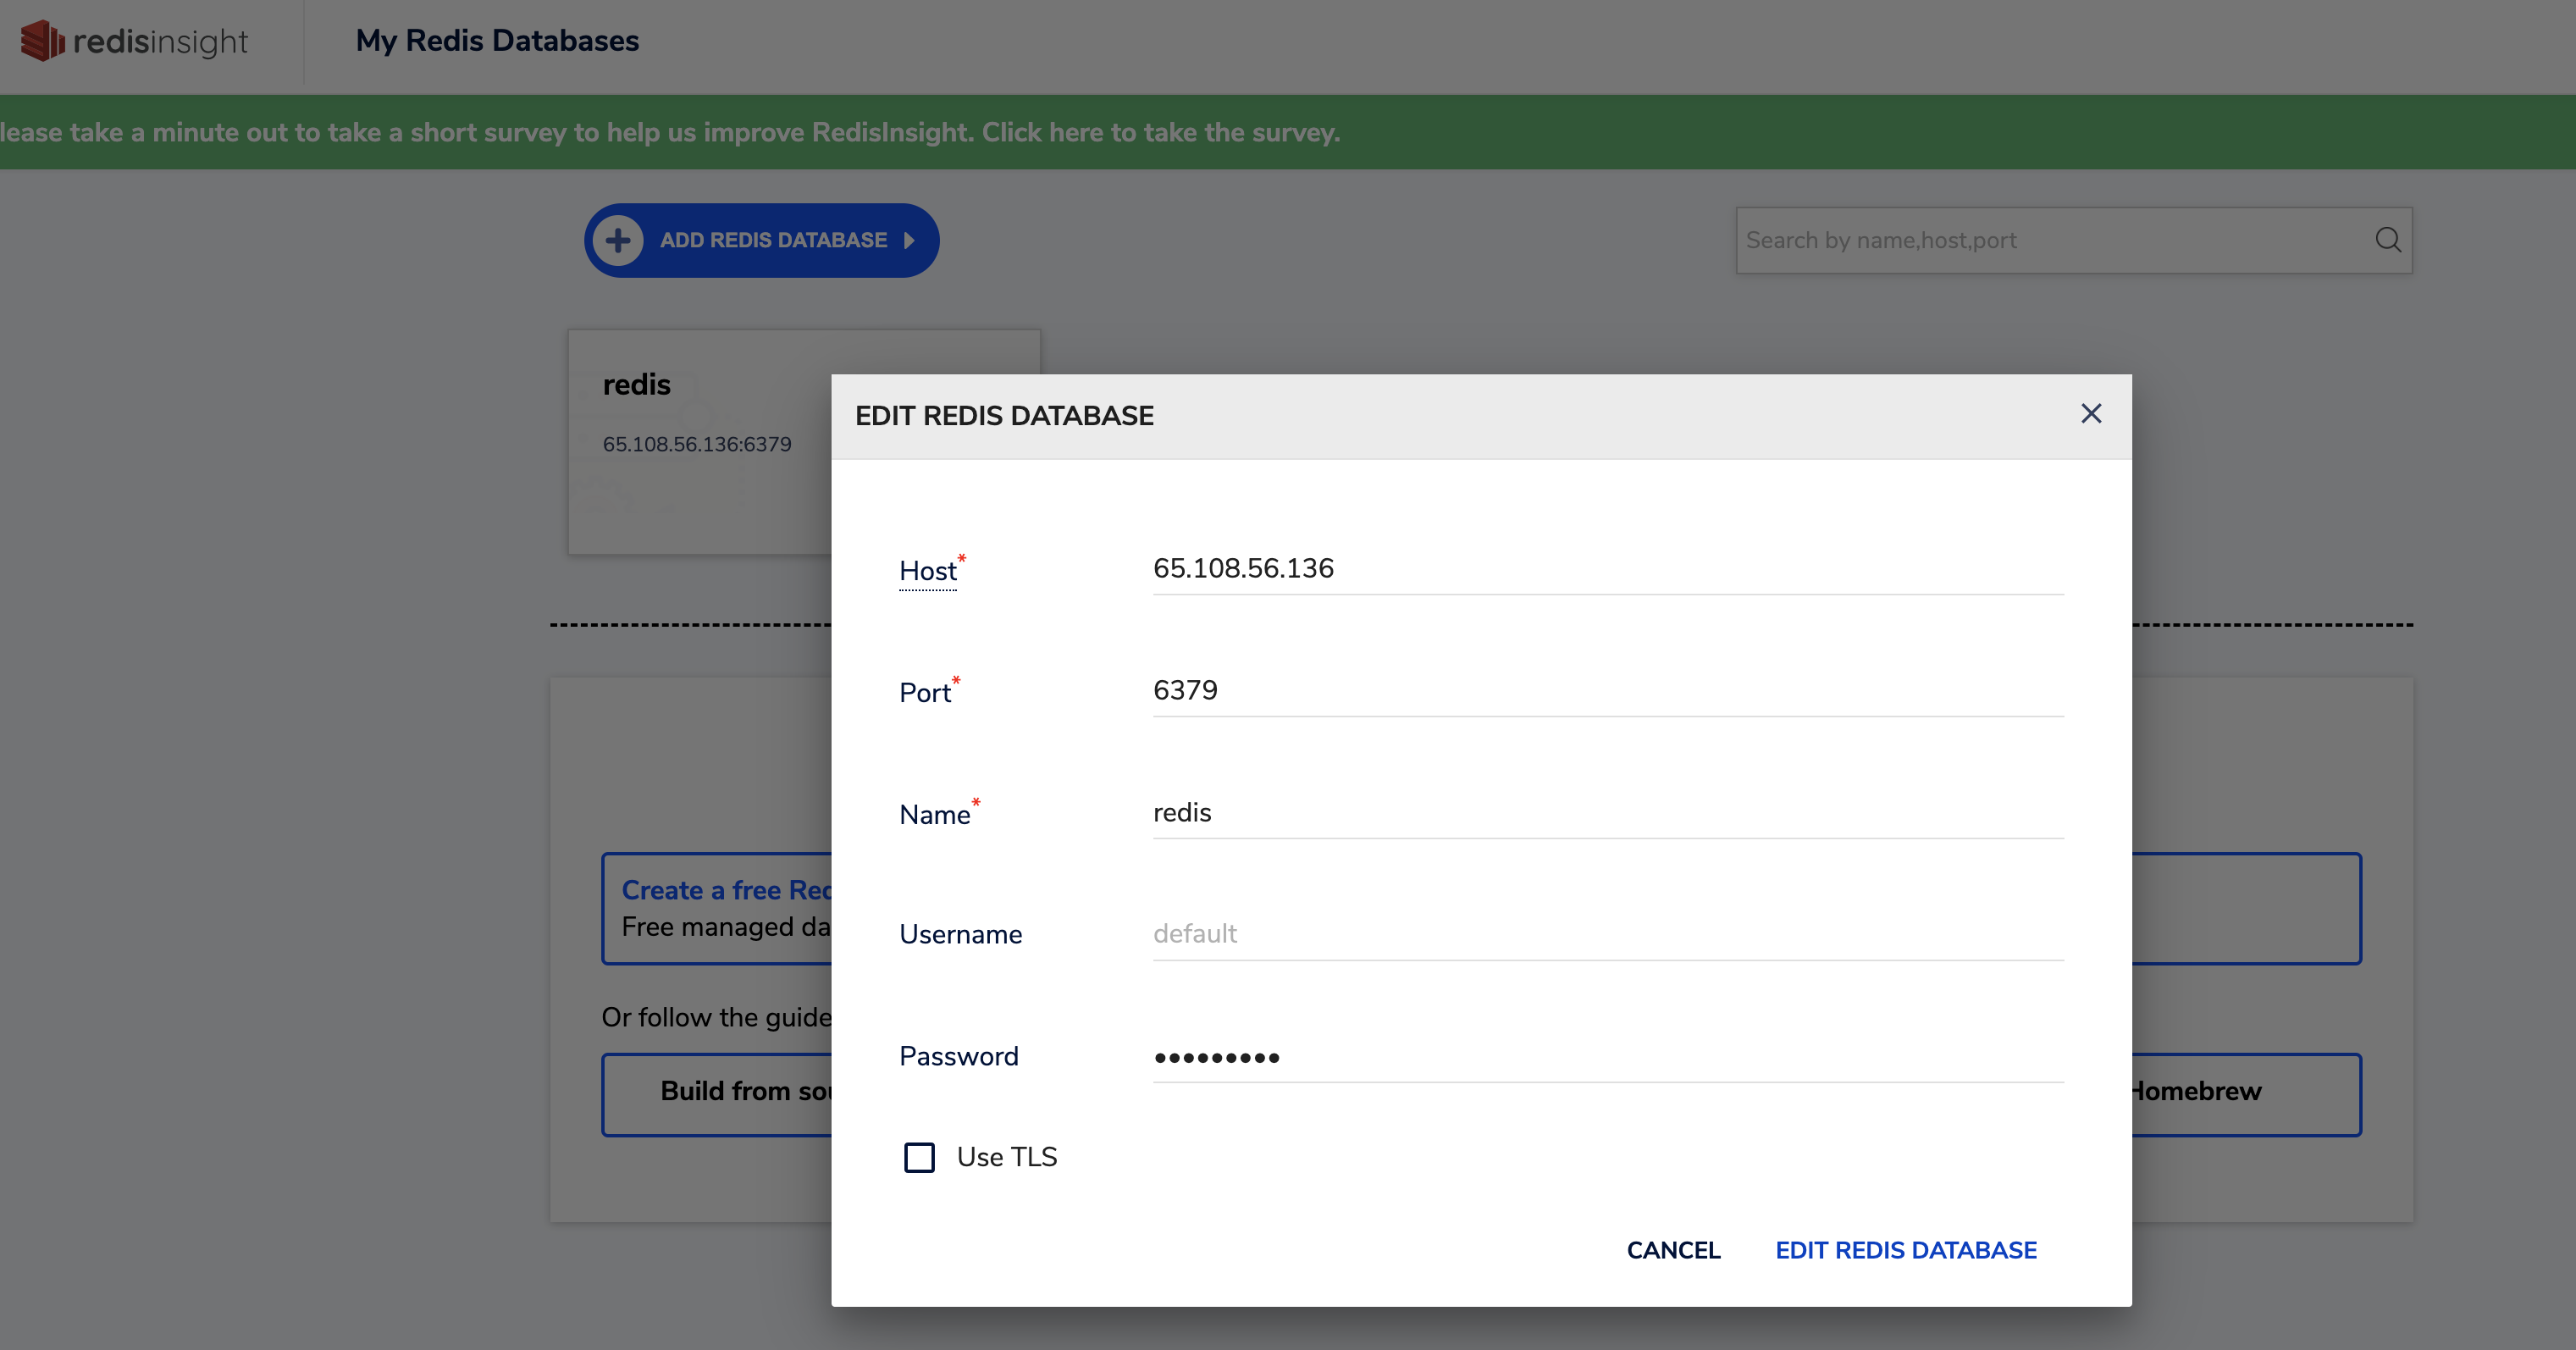 redisinsight
My Redis Databases
lease take a minute out to take a short survey to help us improve RedisInsight. Click here to take the survey.
ADD REDIS DATABASE
Search by name,host,port
redis
65.108.56.136:6379
EDIT REDIS DATABASE
Host*
65.108.56.136
Port*
6379
Name*
redis
Username
default
Password
•••••••••
Use TLS
CANCEL
EDIT REDIS DATABASE
Create a free Red
Free managed da
Or follow the guide
Build from sou
Homebrew